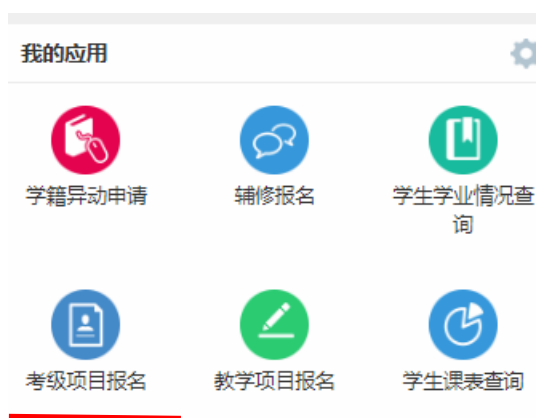 我的应用
学籍异动申请
辅修报名
学生学业情况查
询
考级项目报名
教学项目报名
学生课表查询